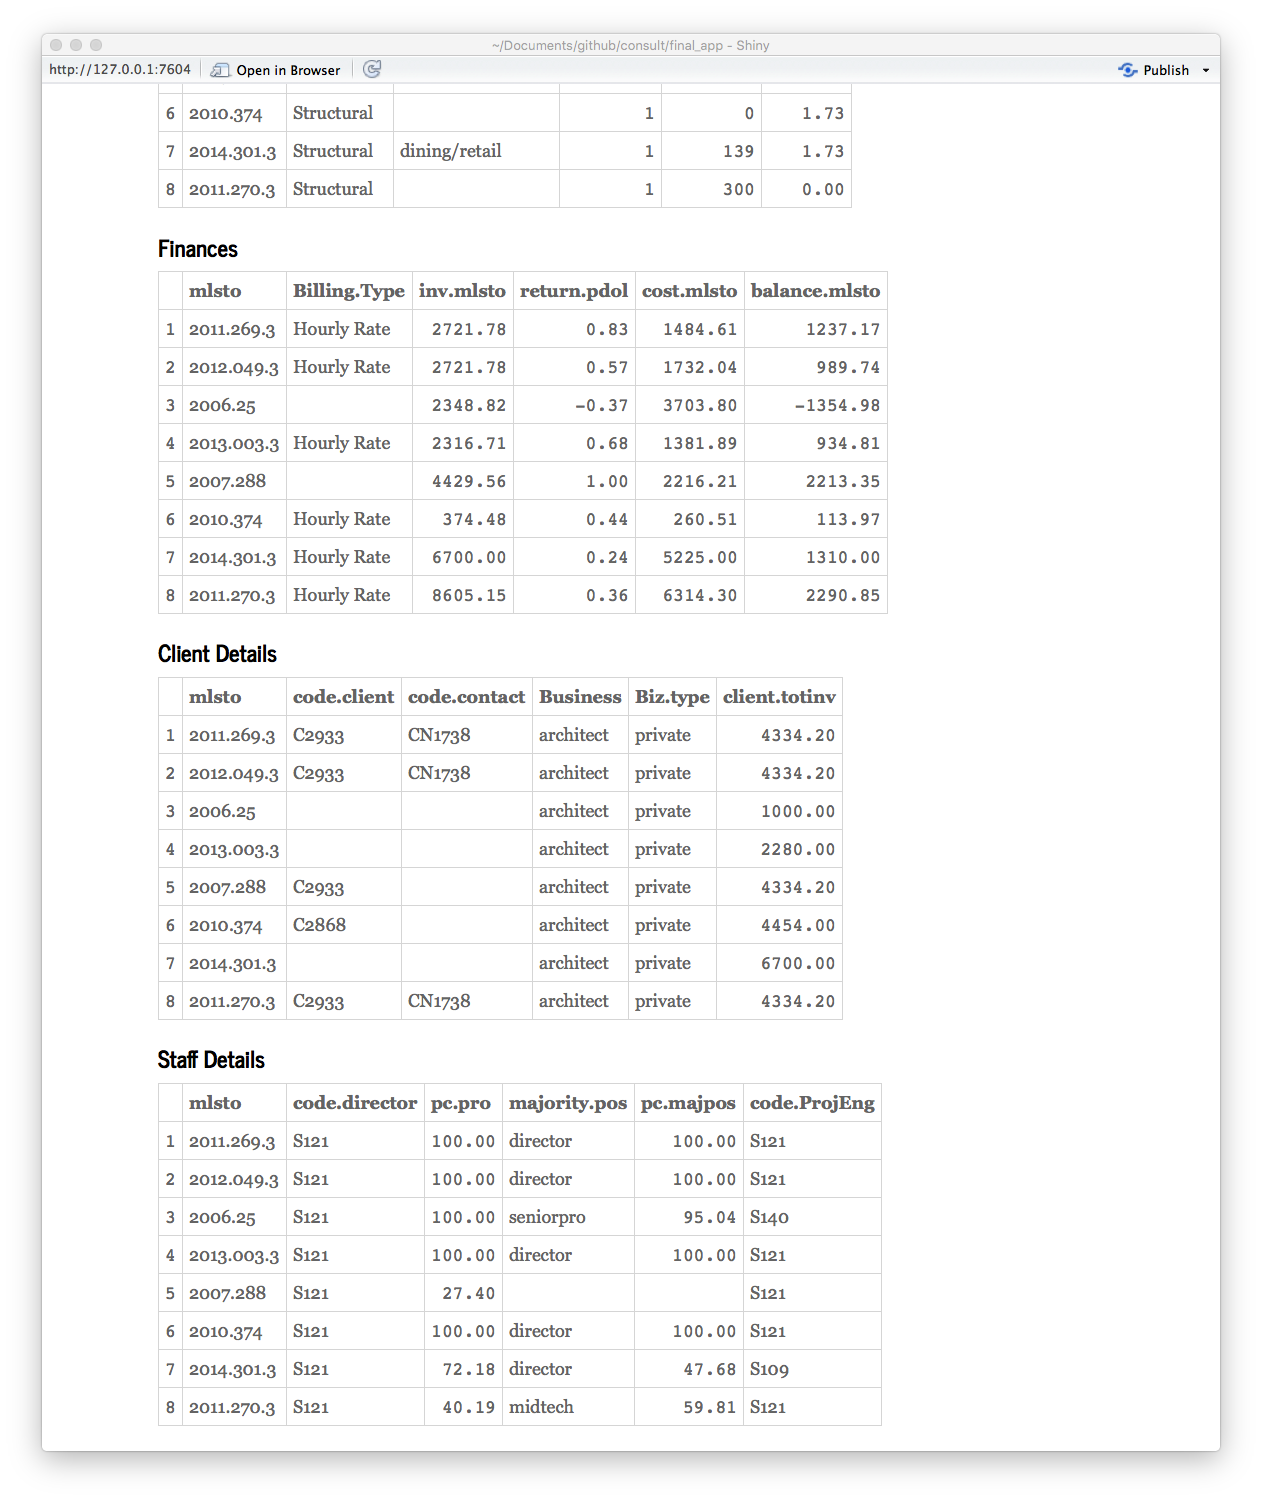 ~/Documents/github/consult/final_app - Shiny
http://127.0.0.1:7604 Open in Browser Publish
6 2010.374 Structural 1 0 1.73
7 2014.301.3 Structural dining/retail 1 139 1.73
8 2011.270.3 Structural 1 300 0.00
Finances
mlsto Billing.Type inv.mlsto return.pdol cost.mlsto balance.mlsto
1 2011.269.3 Hourly Rate 2721.78 0.83 1484.61 1237.17
2 2012.049.3 Hourly Rate 2721.78 0.57 1732.04 989.74
3 2006.25 2348.82 -0.37 3703.80 -1354.98
4 2013.003.3 Hourly Rate 2316.71 0.68 1381.89 934.81
5 2007.288 4429.56 1.00 2216.21 2213.35
6 2010.374 Hourly Rate 374.48 0.44 260.51 113.97
7 2014.301.3 Hourly Rate 6700.00 0.24 5225.00 1310.00
8 2011.270.3 Hourly Rate 8605.15 0.36 6314.30 2290.85
Client Details
mlsto code.client code.contact Business Biz.type client.totinv
1 2011.269.3 C2933 CN1738 architect private 4334.20
2 2012.049.3 C2933 CN1738 architect private 4334.20
3 2006.25 architect private 1000.00
4 2013.003.3 architect private 2280.00
5 2007.288 C2933 architect private 4334.20
6 2010.374 C2868 architect private 4454.00
7 2014.301.3 architect private 6700.00
8 2011.270.3 C2933 CN1738 architect private 4334.20
Staff Details
mlsto code.director pc.pro majority.pos pc.majpos code.ProjEng
1 2011.269.3 S121 100.00 director 100.00 S121
2 2012.049.3 S121 100.00 director 100.00 S121
3 2006.25 S121 100.00 seniorpro 95.04 S140
4 2013.003.3 S121 100.00 director 100.00 S121
5 2007.288 S121 27.40 S121
6 2010.374 S121 100.00 director 100.00 S121
7 2014.301.3 S121 72.18 director 47.68 S109
8 2011.270.3 S121 40.19 midtech 59.81 S121